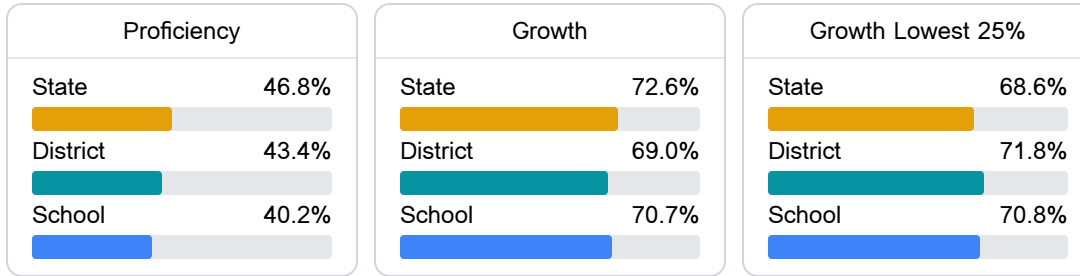 Proficiency
State 46.8%
District 43.4%
School 40.2%
Growth
State 72.6%
District 69.0%
School 70.7%
Growth Lowest 25%
State 68.6%
District 71.8%
School 70.8%